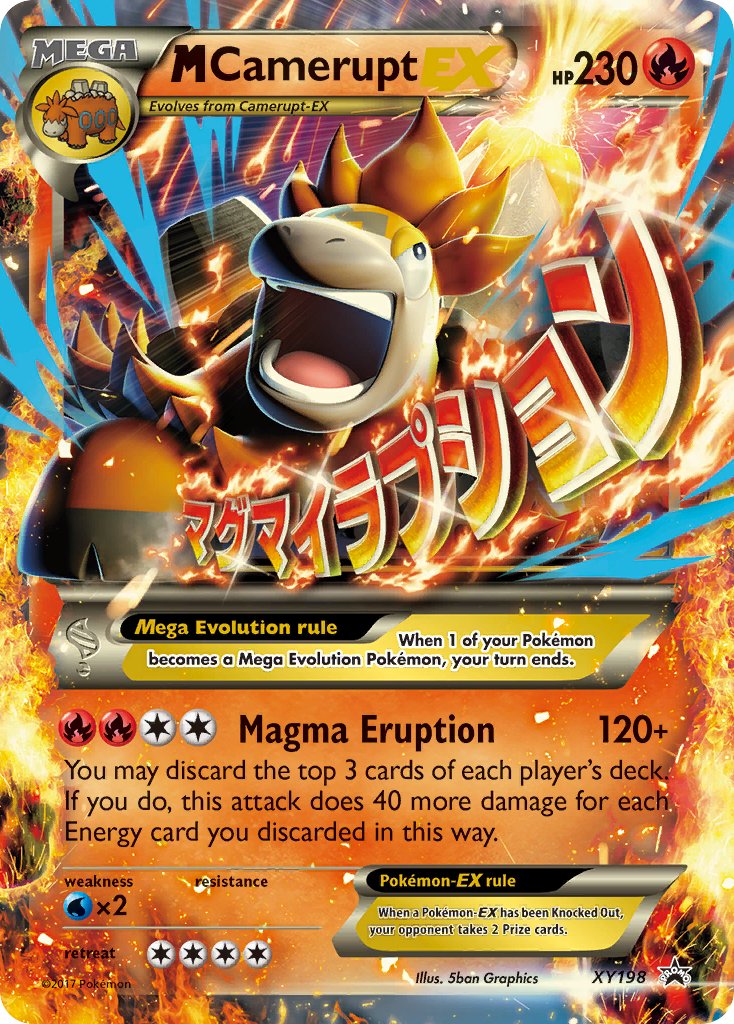 MEGA
MCamerupt EX
HP230
Evolves from Camerupt-EX
マグマイラプション
Mega Evolution rule
When 1 of your Pokémon
becomes a Mega Evolution Pokémon, your turn ends.
Magma Eruption 120+
You may discard the top 3 cards of each player's deck.
If you do, this attack does 40 more damage for each
Energy card you discarded in this way.
weakness resistance
×2
Pokémon-EX rule
When a Pokémon-EX has been Knocked Out,
your opponent takes 2 Prize cards.
retreat
©2017 Pokémon
Illus. 5ban Graphics
XY198
PROMO